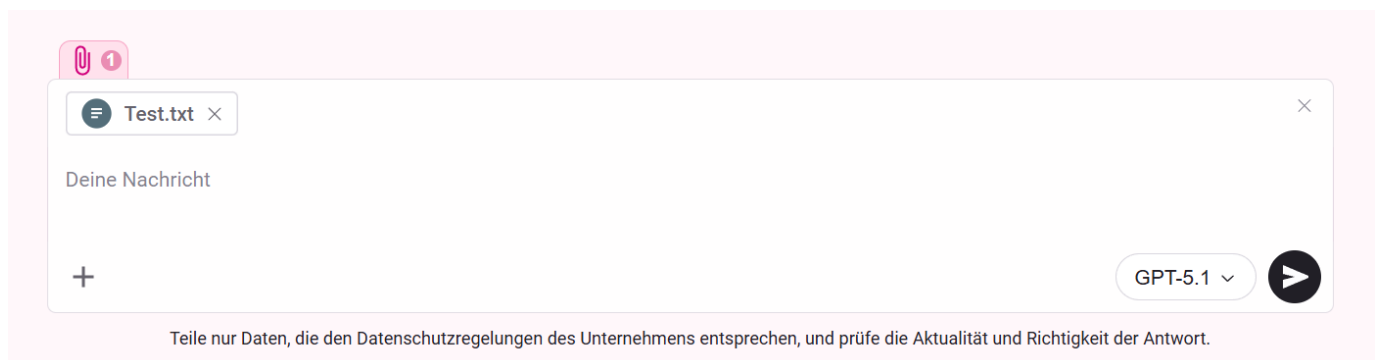 1
Test.txt
Deine Nachricht
GPT-5.1
Teile nur Daten, die den Datenschutzregelungen des Unternehmens entsprechen, und prüfe die Aktualität und Richtigkeit der Antwort.